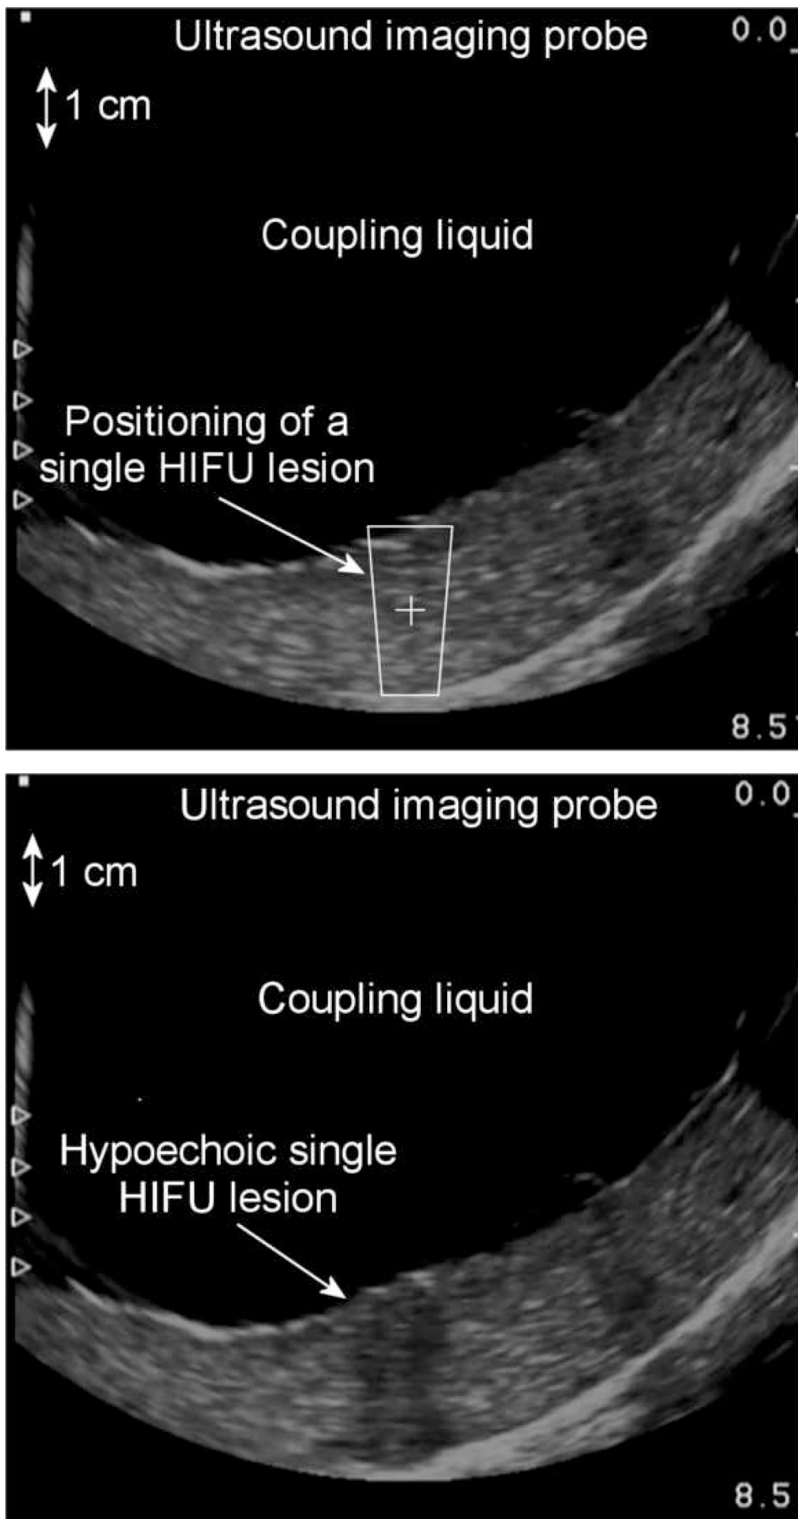 Ultrasound imaging probe
0.0
1 cm
Coupling liquid
Positioning of a
single HIFU lesion
8.5
Ultrasound imaging probe
0.0
1 cm
Coupling liquid
Hypoechoic single
HIFU lesion
8.5